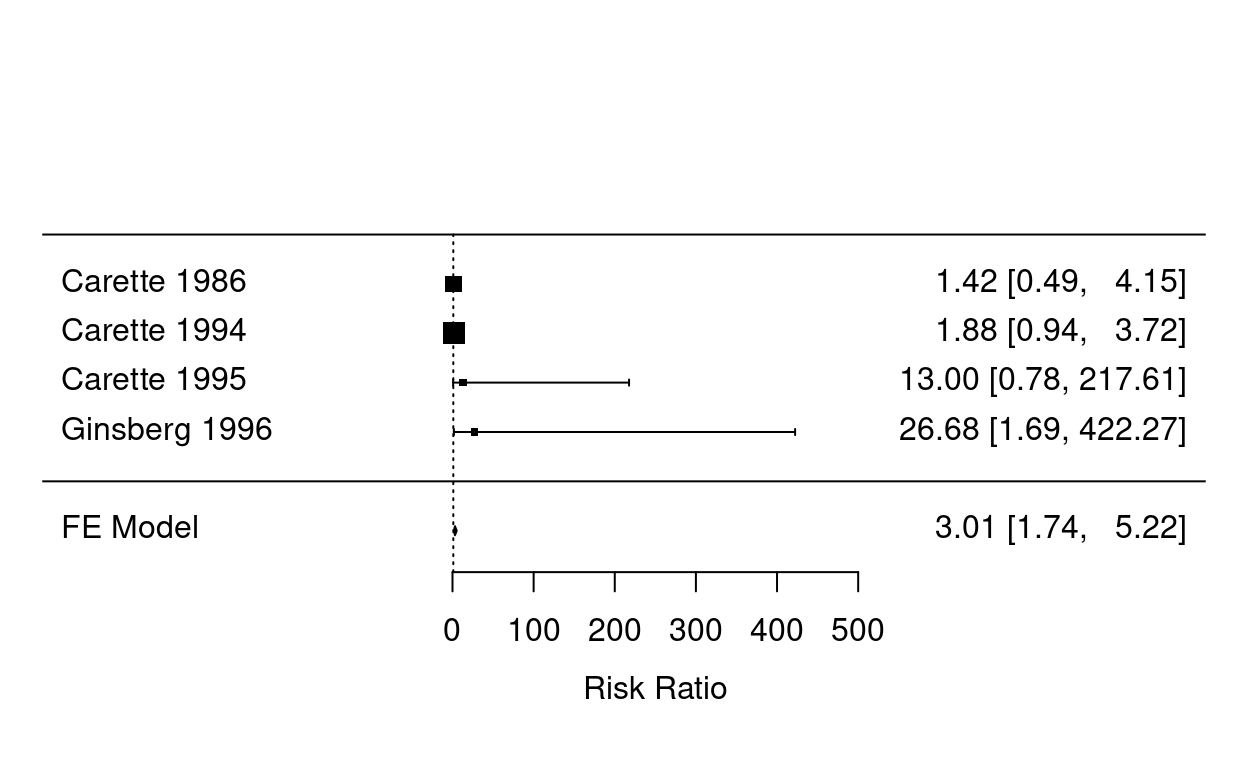 Carette 1986 1.42 [0.49, 4.15]
Carette 1994 1.88 [0.94, 3.72]
Carette 1995 13.00 [0.78, 217.61]
Ginsberg 1996 26.68 [1.69, 422.27]
FE Model 3.01 [1.74, 5.22]
0 100 200 300 400 500
Risk Ratio